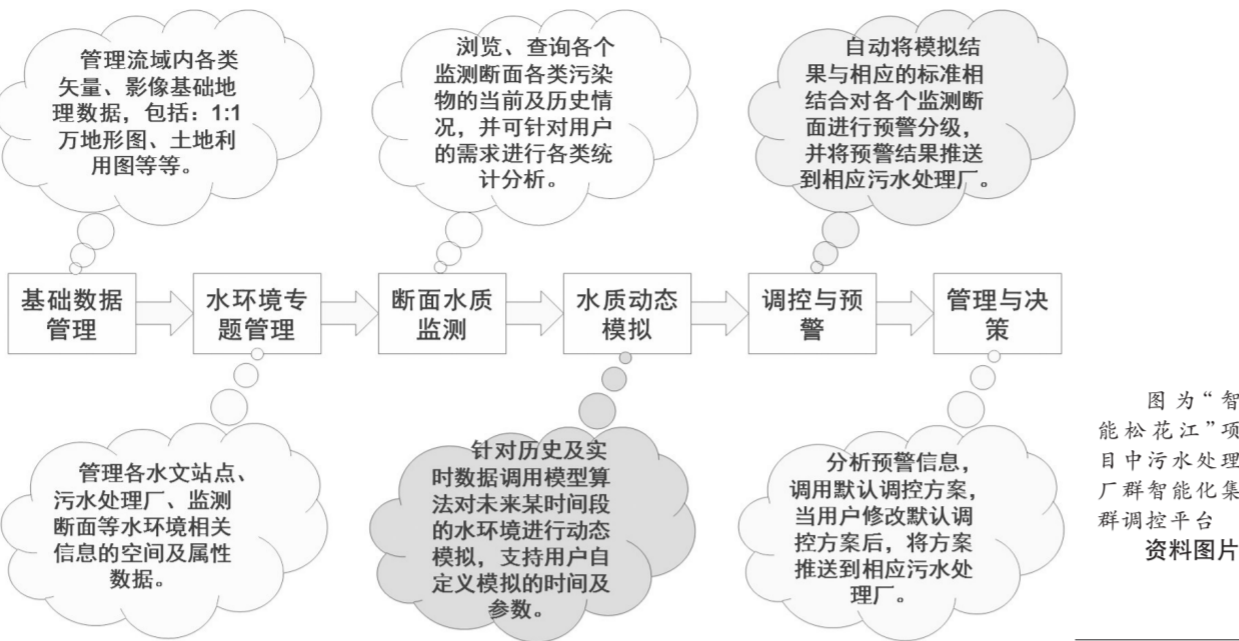 管理流域内各类
矢量、影像基础地
理数据，包括：1:1
万地形图、土地利
用图等等。
浏览、查询各个
监测断面各类污染
物的当前及历史情
况，并可针对用户
的需求进行各类统
计分析。
自动将模拟结
果与相应的标准相
结合对各个监测断
面进行预警分级，
并将预警结果推送
到相应污水处理厂。
基础数据
管理
水环境专
题管理
断面水质
监测
水质动态
模拟
调控与预
警
管理与决
策
管理各水文站点、
污水处理厂、监测
断面等水环境相关
信息的空间及属性
数据。
针对历史及实
时数据调用模型算
法对未来某时间段
的水环境进行动态
模拟，支持用户自
定义模拟的时间及
参数。
分析预警信息，
调用默认调控方案，
当用户修改默认调
控方案后，将方案
推送到相应污水处
理厂。
图为“智
能松花江”项
目中污水处理
厂群智能化集
群调控平台
资料图片